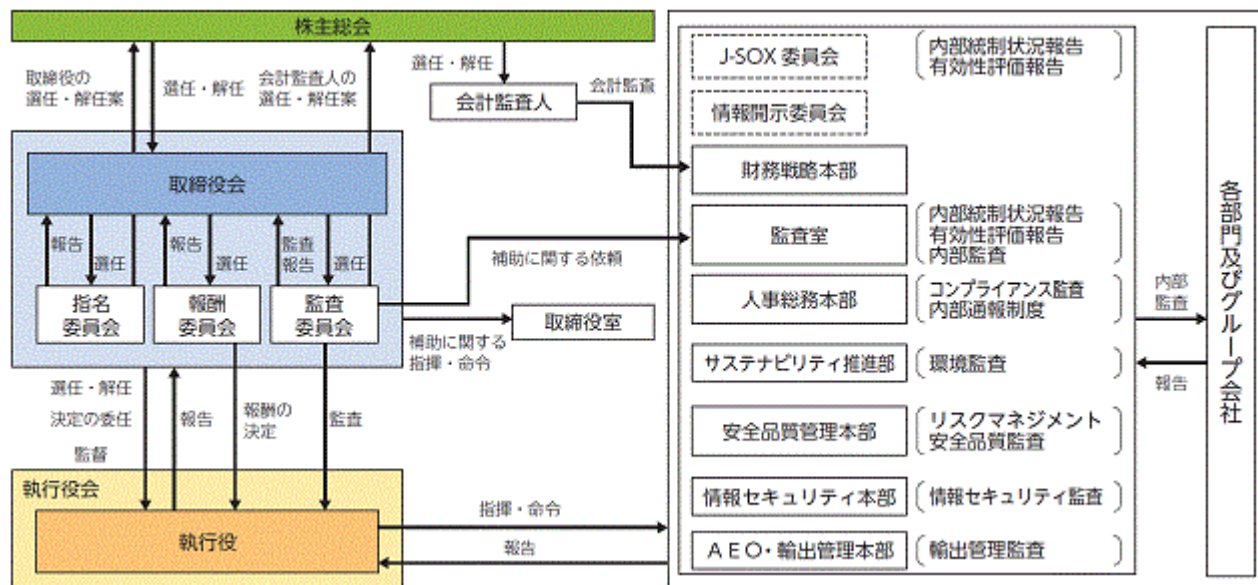 株主総会
取締役の
選任・解任案
選任・解任
会計監査人の
選任・解任案
選任・解任
会計監査人
会計監査
取締役会
報告
選任
報告
選任
監査
報告
選任
指名
委員会
報酬
委員会
監査
委員会
補助に関する依頼
取締役室
補助に関する
指揮・命令
選任・解任
決定の委任
監督
報告
報酬の
決定
監査
執行役会
執行役
指揮・命令
報告
J-SOX 委員会
内部統制状況報告
有効性評価報告
情報開示委員会
財務戦略本部
監査室
内部統制状況報告
有効性評価報告
内部監査
人事総務本部
コンプライアンス監査
内部通報制度
サステナビリティ推進部
環境監査
安全品質管理本部
リスクマネジメント
安全品質監査
情報セキュリティ本部
情報セキュリティ監査
AEO・輸出管理本部
輸出管理監査
内部
監査
報告
各部門及びグループ会社